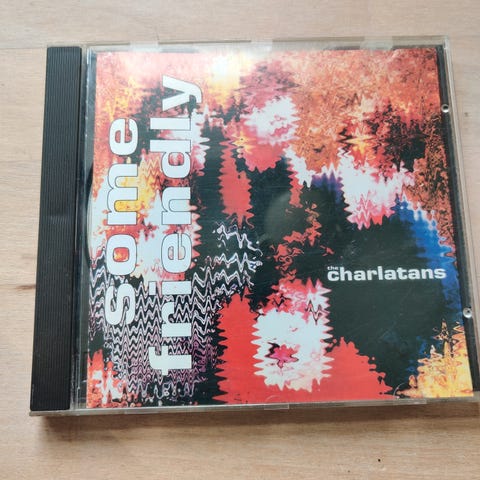 some
friendly
the
charlatans